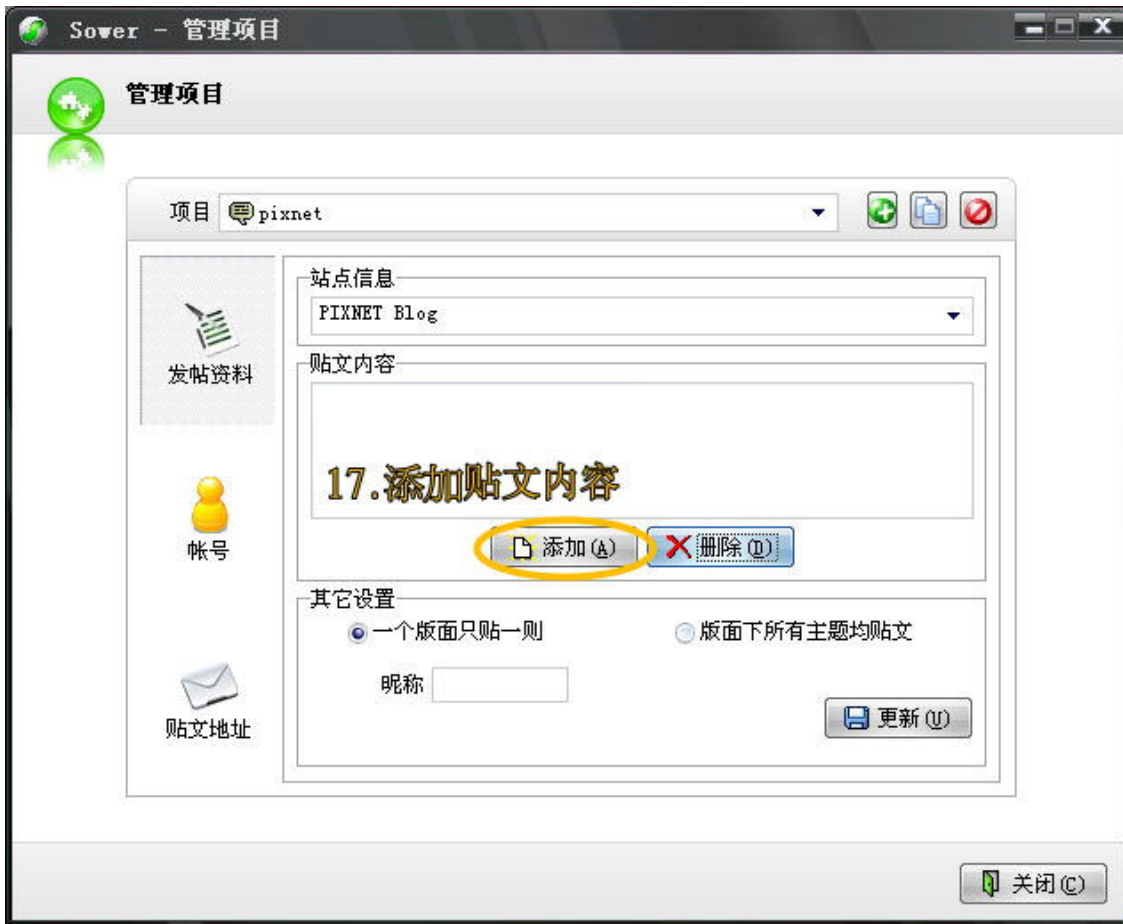 Sower - 管理项目
管理项目
项目 pixnet
站点信息
PIXNET Blog
发帖资料
贴文内容
17.添加贴文内容
添加(A) 删除(D)
帐号
其它设置
一个版面只贴一则 版面下所有主题均贴文
昵称
贴文地址
更新(U)
关闭(C)